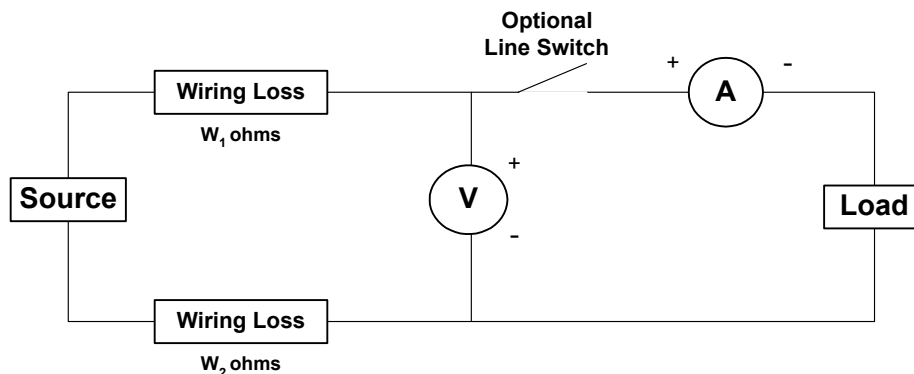 Optional
Line Switch
Wiring Loss
+
-
A
W1 ohms
Source
+
V
-
Load
Wiring Loss
W2 ohms